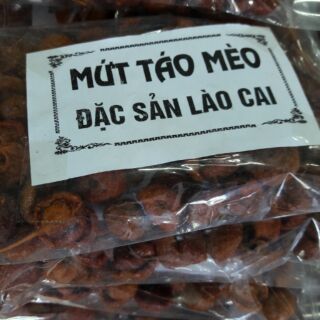 MỨT TÁO MÈO
ĐẶC SẢN LÀO CAI